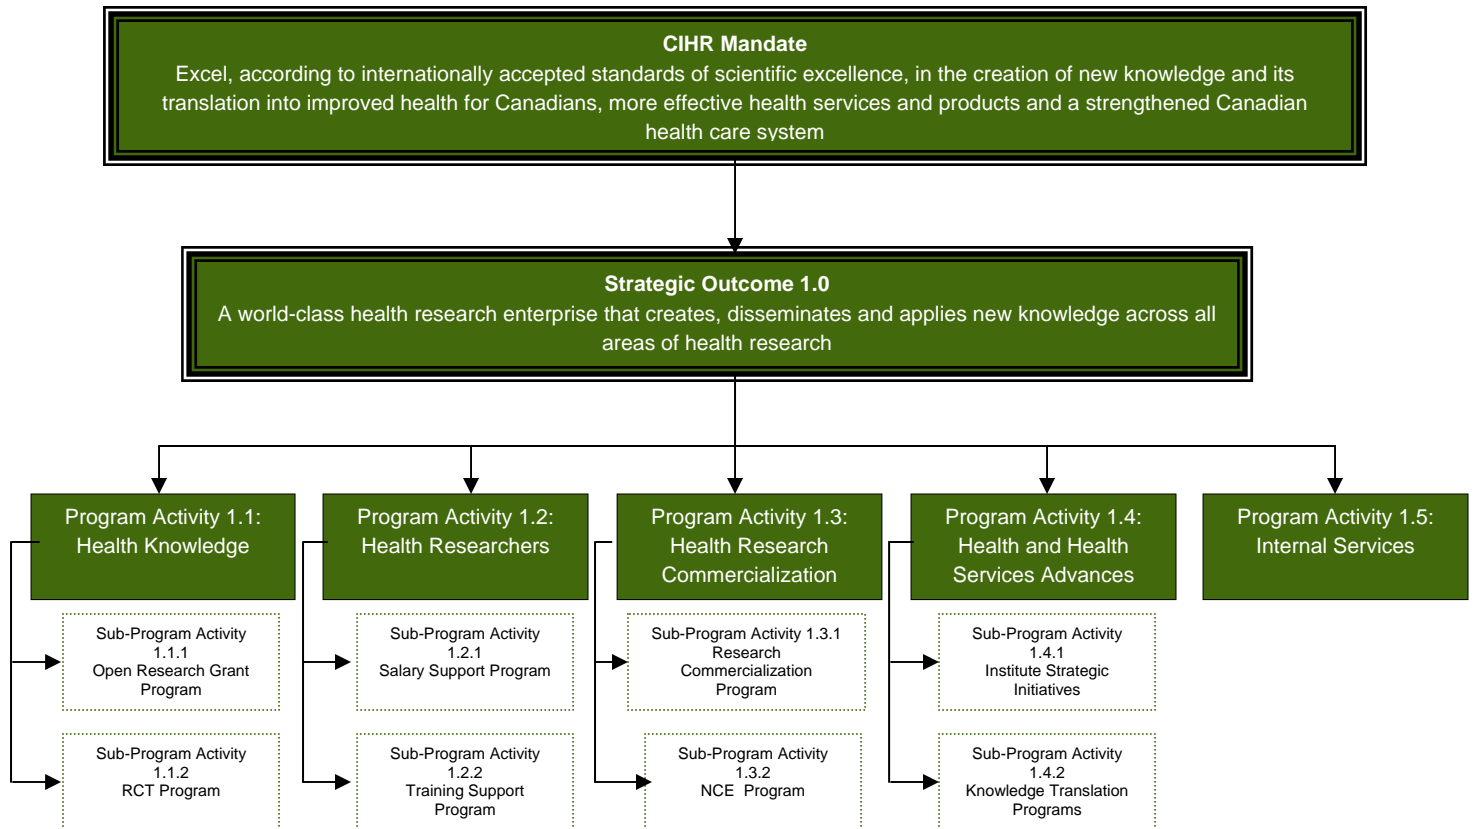 CIHR Mandate
Excel, according to internationally accepted standards of scientific excellence, in the creation of new knowledge and its
translation into improved health for Canadians, more effective health services and products and a strengthened Canadian
health care system
Strategic Outcome 1.0
A world-class health research enterprise that creates, disseminates and applies new knowledge across all
areas of health research
Program Activity 1.1:
Health Knowledge
Program Activity 1.2:
Health Researchers
Program Activity 1.3:
Health Research
Commercialization
Program Activity 1.4:
Health and Health
Services Advances
Program Activity 1.5:
Internal Services
Sub-Program Activity
1.1.1
Open Research Grant
Program
Sub-Program Activity
1.2.1
Salary Support Program
Sub-Program Activity 1.3.1
Research
Commercialization
Program
Sub-Program Activity
1.4.1
Institute Strategic
Initiatives
Sub-Program Activity
1.1.2
RCT Program
Sub-Program Activity
1.2.2
Training Support
Program
Sub-Program Activity
1.3.2
NCE Program
Sub-Program Activity
1.4.2
Knowledge Translation
Programs